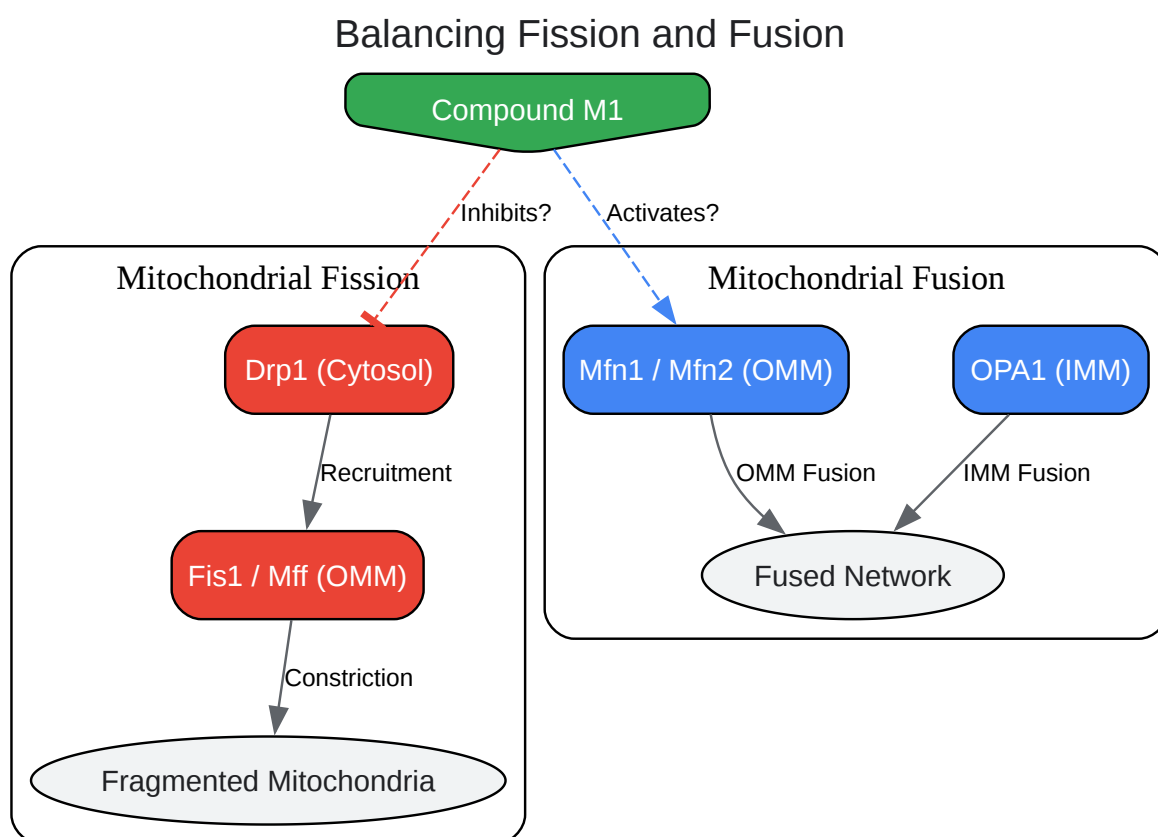 Balancing Fission and Fusion
Compound M1
Inhibits?
Activates?
Mitochondrial Fission
Drp1 (Cytosol)
Recruitment
Fis1 / Mff (OMM)
Constriction
Fragmented Mitochondria
Mitochondrial Fusion
Mfn1 / Mfn2 (OMM)
OPA1 (IMM)
OMM Fusion
IMM Fusion
Fused Network